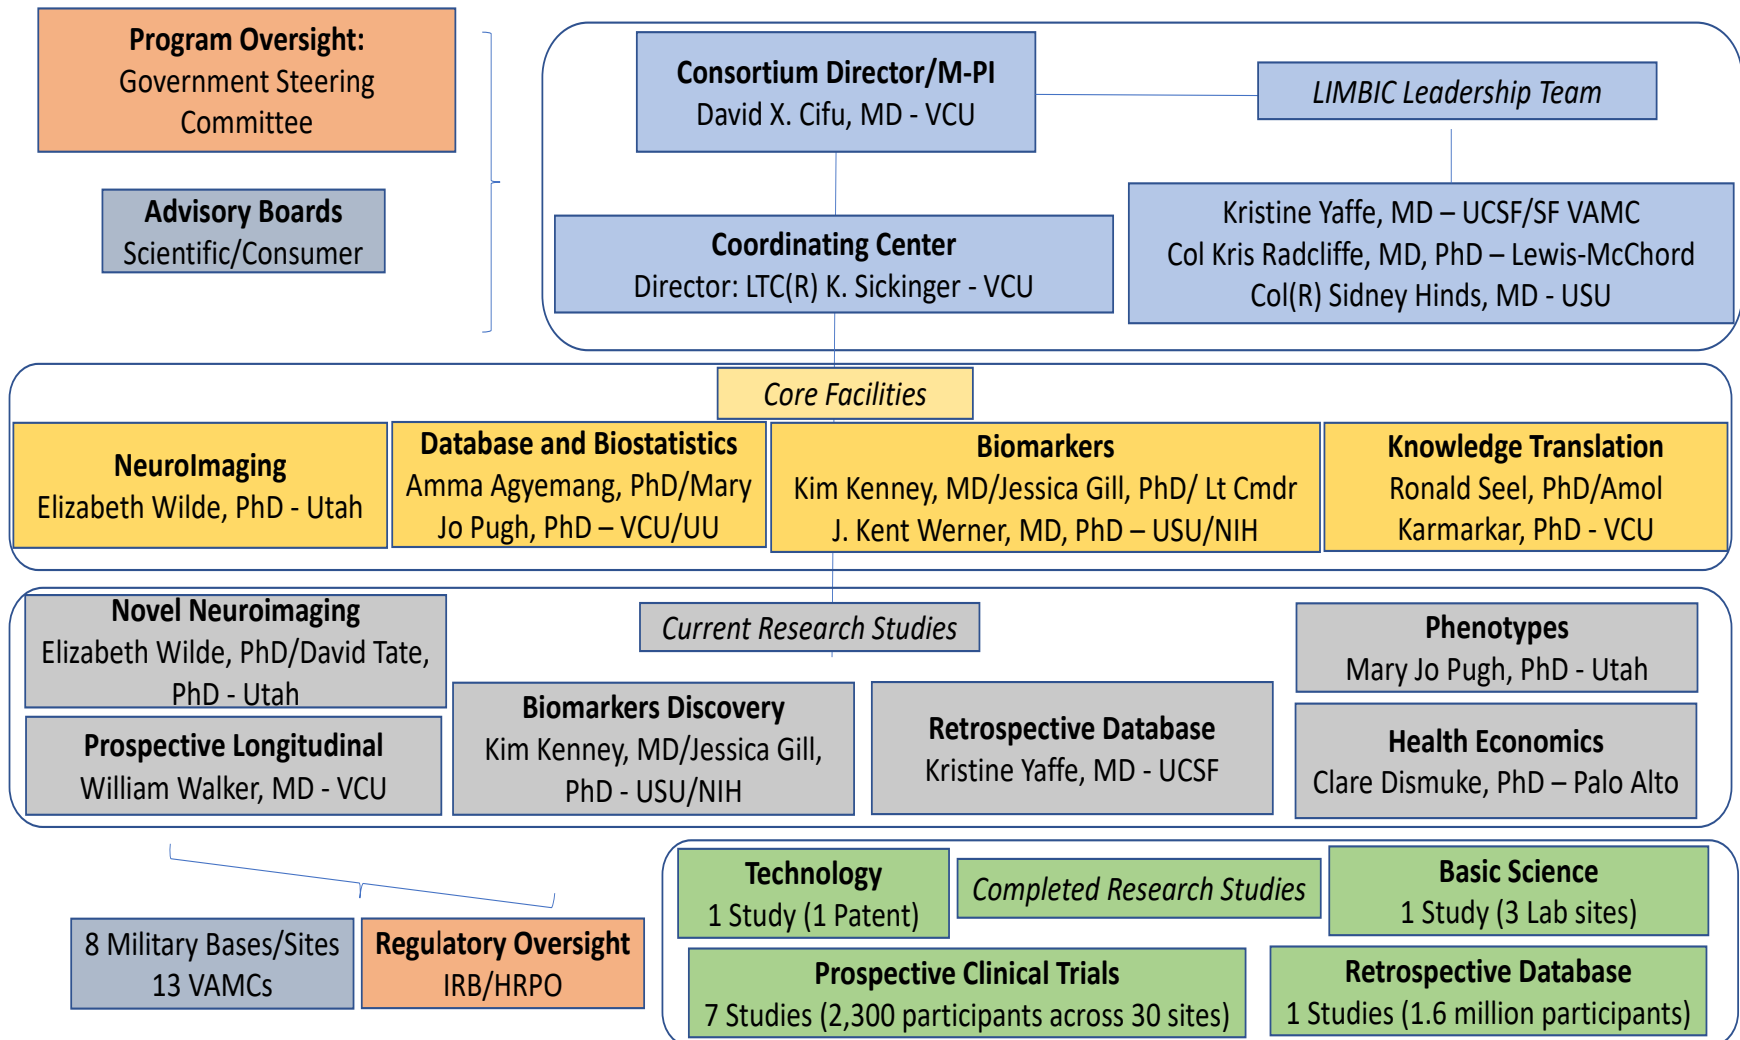 Program Oversight:
Government Steering
Committee
Advisory Boards
Scientific/Consumer
Consortium Director/M-PI
David X. Cifu, MD - VCU
LIMBIC Leadership Team
Kristine Yaffe, MD – UCSF/SF VAMC
Col Kris Radcliffe, MD, PhD – Lewis-McChord
Col(R) Sidney Hinds, MD - USU
Coordinating Center
Director: LTC(R) K. Sickinger - VCU
Core Facilities
NeuroImaging
Elizabeth Wilde, PhD - Utah
Database and Biostatistics
Amma Agyemang, PhD/Mary
Jo Pugh, PhD – VCU/UU
Biomarkers
Kim Kenney, MD/Jessica Gill, PhD/ Lt Cmdr
J. Kent Werner, MD, PhD – USU/NIH
Knowledge Translation
Ronald Seel, PhD/Amol
Karmarkar, PhD - VCU
Current Research Studies
Novel Neuroimaging
Elizabeth Wilde, PhD/David Tate,
PhD - Utah
Prospective Longitudinal
William Walker, MD - VCU
Biomarkers Discovery
Kim Kenney, MD/Jessica Gill,
PhD - USU/NIH
Retrospective Database
Kristine Yaffe, MD - UCSF
Phenotypes
Mary Jo Pugh, PhD - Utah
Health Economics
Clare Dismuke, PhD – Palo Alto
8 Military Bases/Sites
13 VAMCs
Regulatory Oversight
IRB/HRPO
Technology
1 Study (1 Patent)
Completed Research Studies
Basic Science
1 Study (3 Lab sites)
Prospective Clinical Trials
7 Studies (2,300 participants across 30 sites)
Retrospective Database
1 Studies (1.6 million participants)